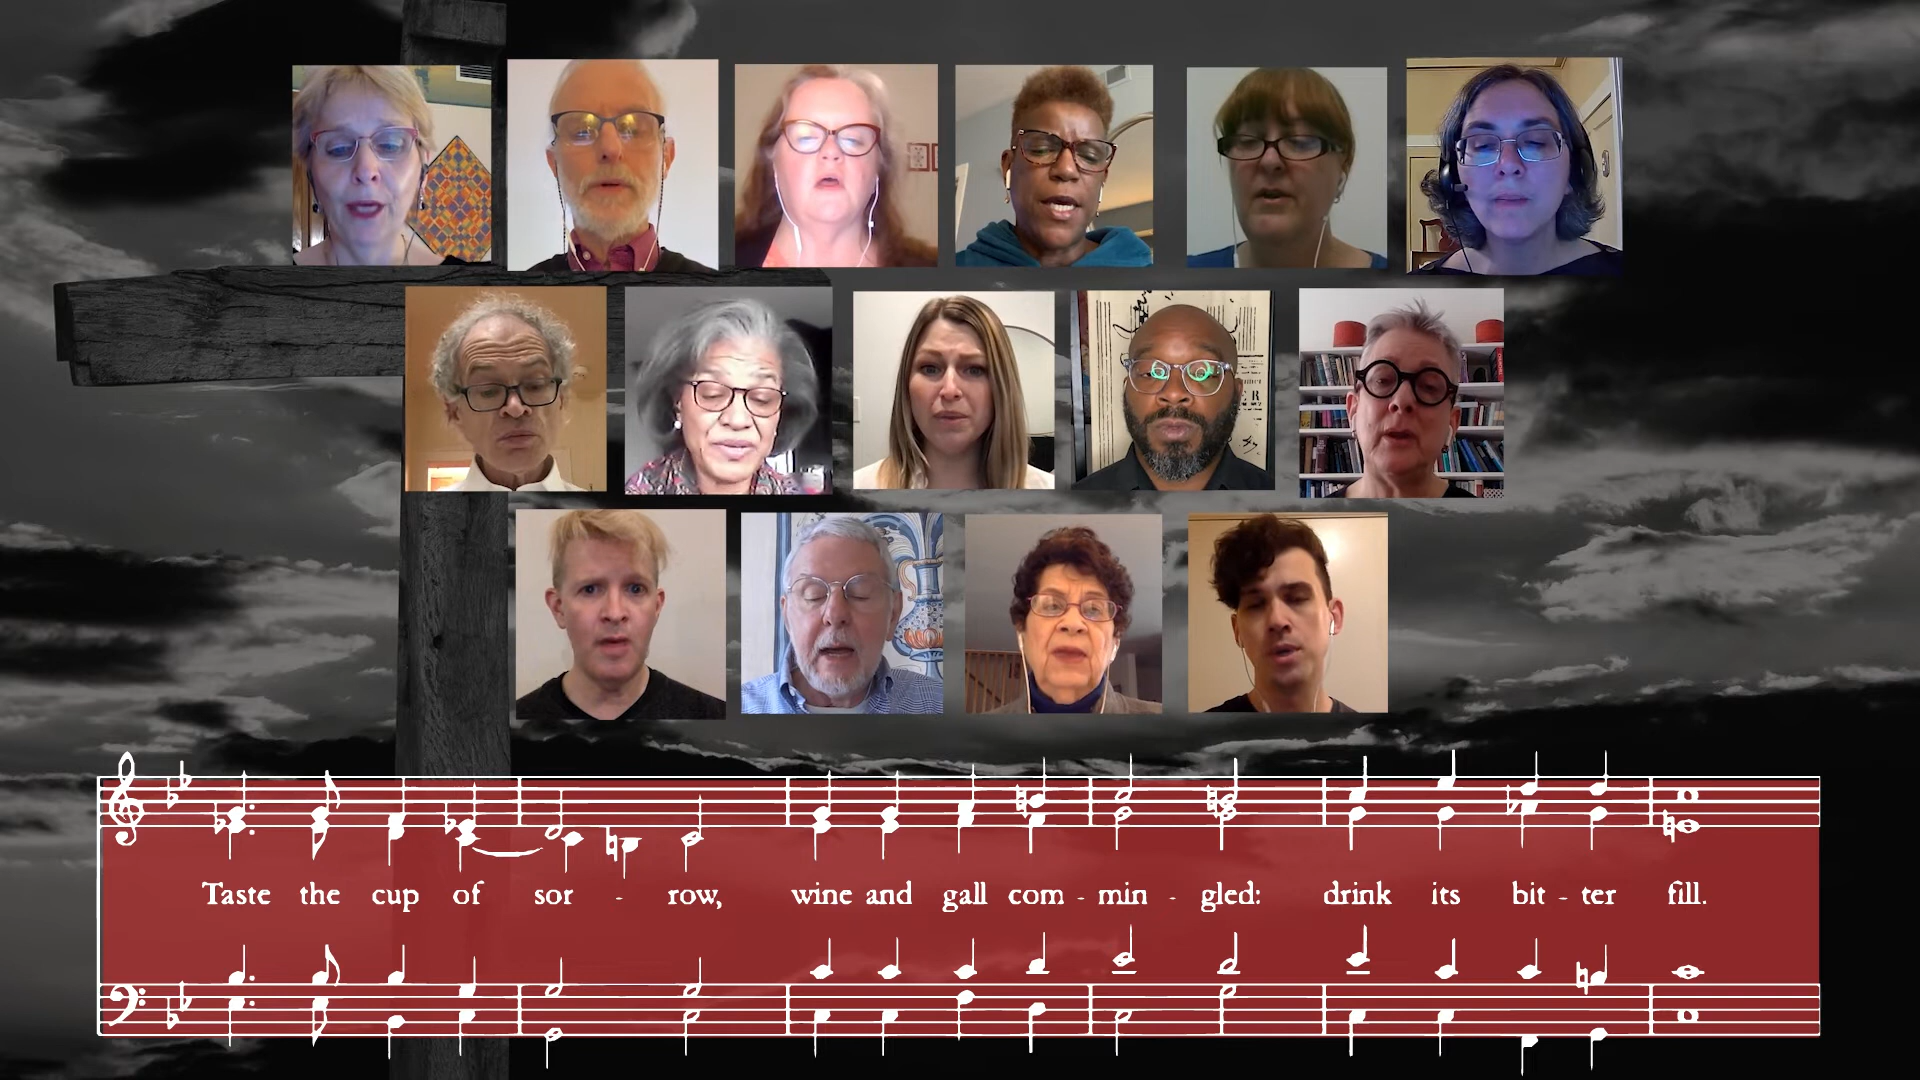 Taste the cup of sor - row, wine and gall com - min - gled: drink its bit - ter fill.